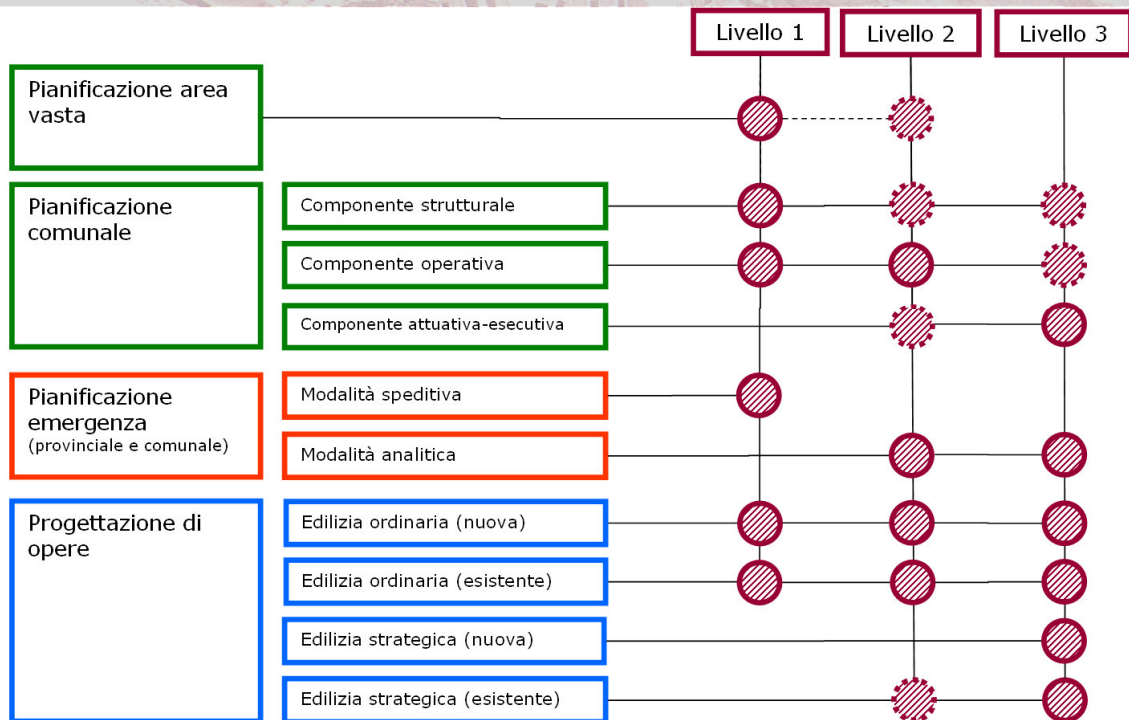 Livello 1
Livello 2
Livello 3
Pianificazione area
vasta
Pianificazione
comunale
Componente strutturale
Componente operativa
Componente attuativa-esecutiva
Pianificazione
emergenza
(provinciale e comunale)
Modalità speditiva
Modalità analitica
Progettazione di
opere
Edilizia ordinaria (nuova)
Edilizia ordinaria (esistente)
Edilizia strategica (nuova)
Edilizia strategica (esistente)